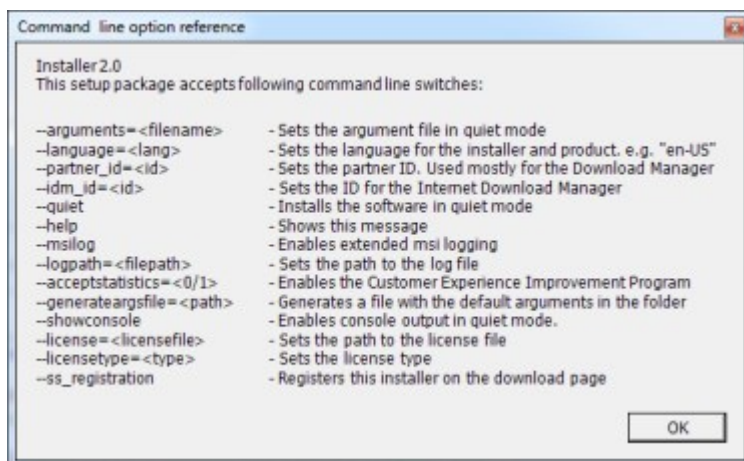 Command line option reference
Installer 2.0
This setup package accepts following command line switches:
--arguments=<filename> - Sets the argument file in quiet mode
--language=<lang> - Sets the language for the installer and product. e.g. "en-US"
--partner_id=<id> - Sets the partner ID. Used mostly for the Download Manager
--idm_id=<id> - Sets the ID for the Internet Download Manager
--quiet - Installs the software in quiet mode
--help - Shows this message
--msilog - Enables extended msi logging
--logpath=<filepath> - Sets the path to the log file
--acceptstatistics=<0/1> - Enables the Customer Experience Improvement Program
--generateargsfile=<path> - Generates a file with the default arguments in the folder
--showconsole - Enables console output in quiet mode.
--license=<licensefile> - Sets the path to the license file
--licensetype=<type> - Sets the license type
--ss_registration - Registers this installer on the download page
OK